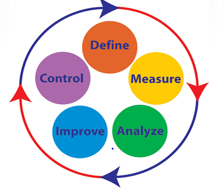 Define
Measure
Analyze
Improve
Control